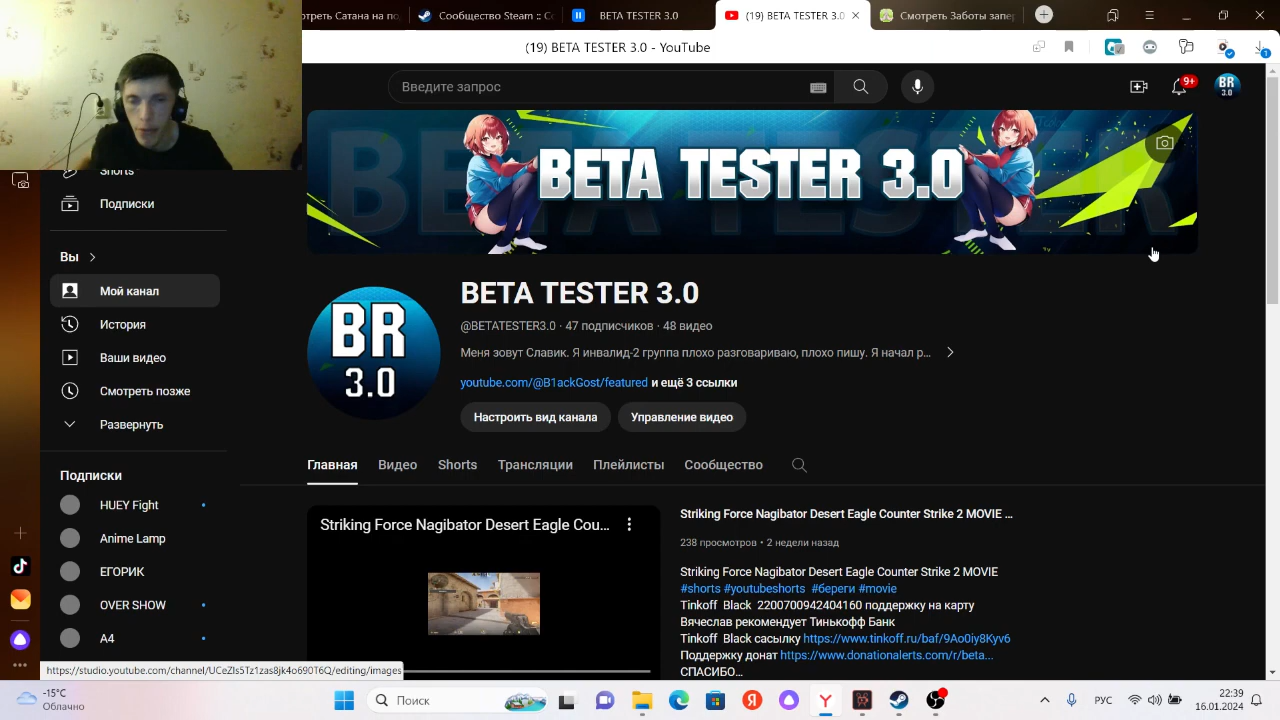 отреть Сатана на по
Сообщество Steam :: С
BETA TESTER 3.0
(19) BETA TESTER 3.0
Смотреть Заботы запер
(19) BETA TESTER 3.0 - YouTube
1
Введите запрос
9+
BR
3.0
BETA TESTER 3.0
Shorts
Подписки
Вы
Мой канал
История
Ваши видео
Смотреть позже
Развернуть
Подписки
HUEY Fight
Anime Lamp
ЕГОРИК
OVER SHOW
A4
BR
3.0
BETA TESTER 3.0
@BETATESTER3.0 · 47 подписчиков · 48 видео
Меня зовут Славик. Я инвалид-2 группа плохо разговариваю, плохо пишу. Я начал р...
youtube.com/@B1ackGost/featured и ещё 3 ссылки
Настроить вид канала
Управление видео
Главная Видео Shorts Трансляции Плейлисты Сообщество
Striking Force Nagibator Desert Eagle Cou...
Striking Force Nagibator Desert Eagle Counter Strike 2 MOVIE ...
238 просмотров • 2 недели назад
Striking Force Nagibator Desert Eagle Counter Strike 2 MOVIE
#shorts #youtubeshorts #береги #movie
Tinkoff Black 2200700942404160 поддержку на карту
Вячеслав рекомендует Тинькофф Банк
Tinkoff Black сасылку https://www.tinkoff.ru/baf/9Ao0iy8Kyv6
Поддержку донат https://www.donationalerts.com/r/beta...
СПАСИБО...
https://studio.youtube.com/channel/UCeZIs5Tz1zas8jk4o690T6Q/editing/images
-15°C
Облачно
Поиск
РУС
22:39
16.01.2024